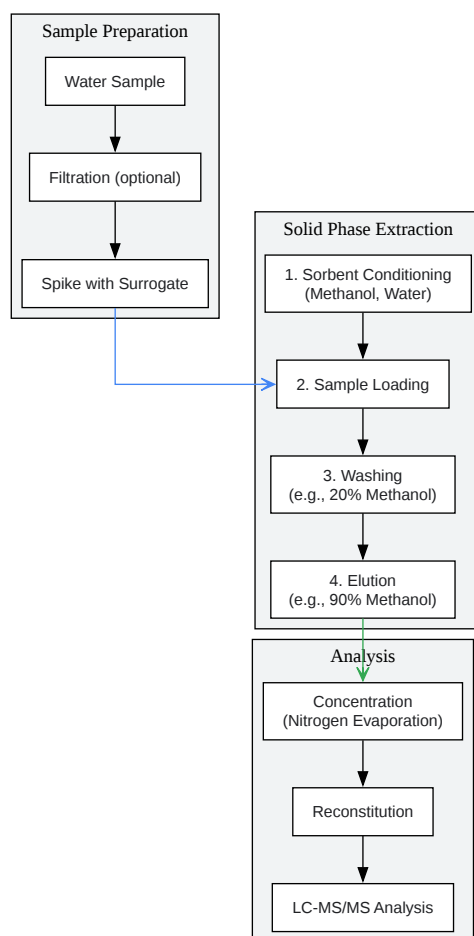 Sample Preparation
Water Sample
Filtration (optional)
Spike with Surrogate
Solid Phase Extraction
1. Sorbent Conditioning
(Methanol, Water)
2. Sample Loading
3. Washing
(e.g., 20% Methanol)
4. Elution
(e.g., 90% Methanol)
Analysis
Concentration
(Nitrogen Evaporation)
Reconstitution
LC-MS/MS Analysis